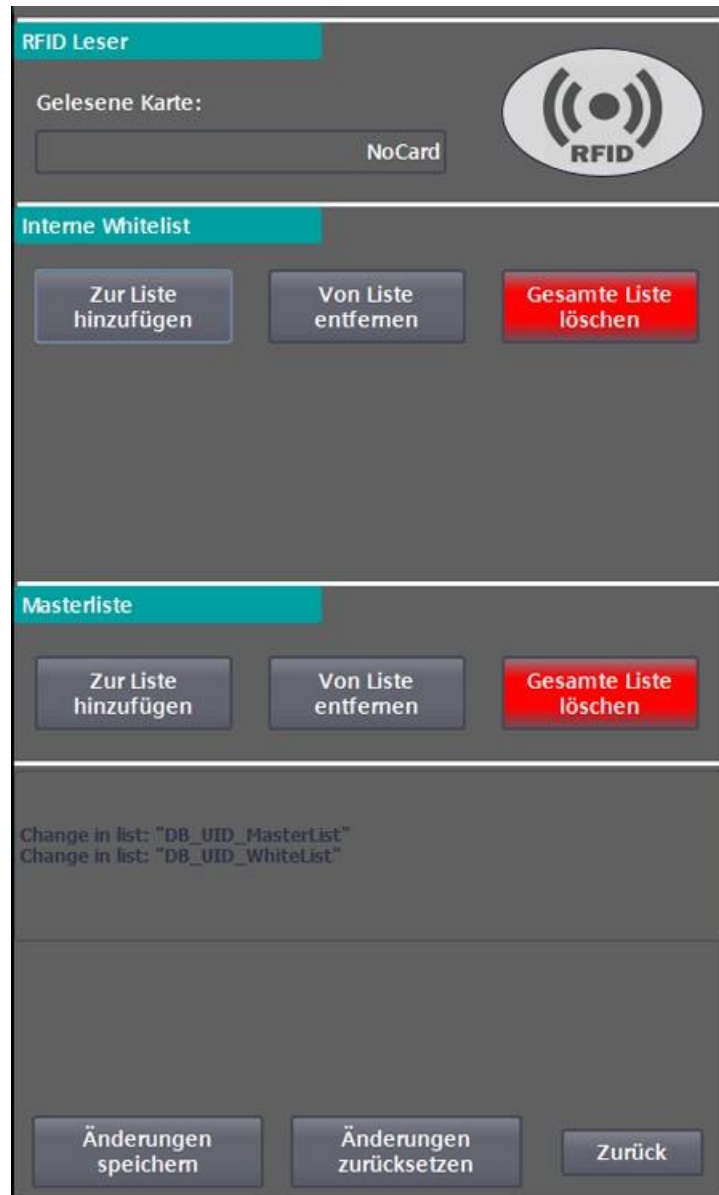 RFID Leser
Gelesene Karte:
NoCard
RFID
Interne Whitelist
Zur Liste
hinzufügen
Von Liste
entfernen
Gesamte Liste
löschen
Masterliste
Zur Liste
hinzufügen
Von Liste
entfernen
Gesamte Liste
löschen
Change in list: "DB_UID_MasterList"
Change in list: "DB_UID_WhiteList"
Änderungen
speichern
Änderungen
zurücksetzen
Zurück